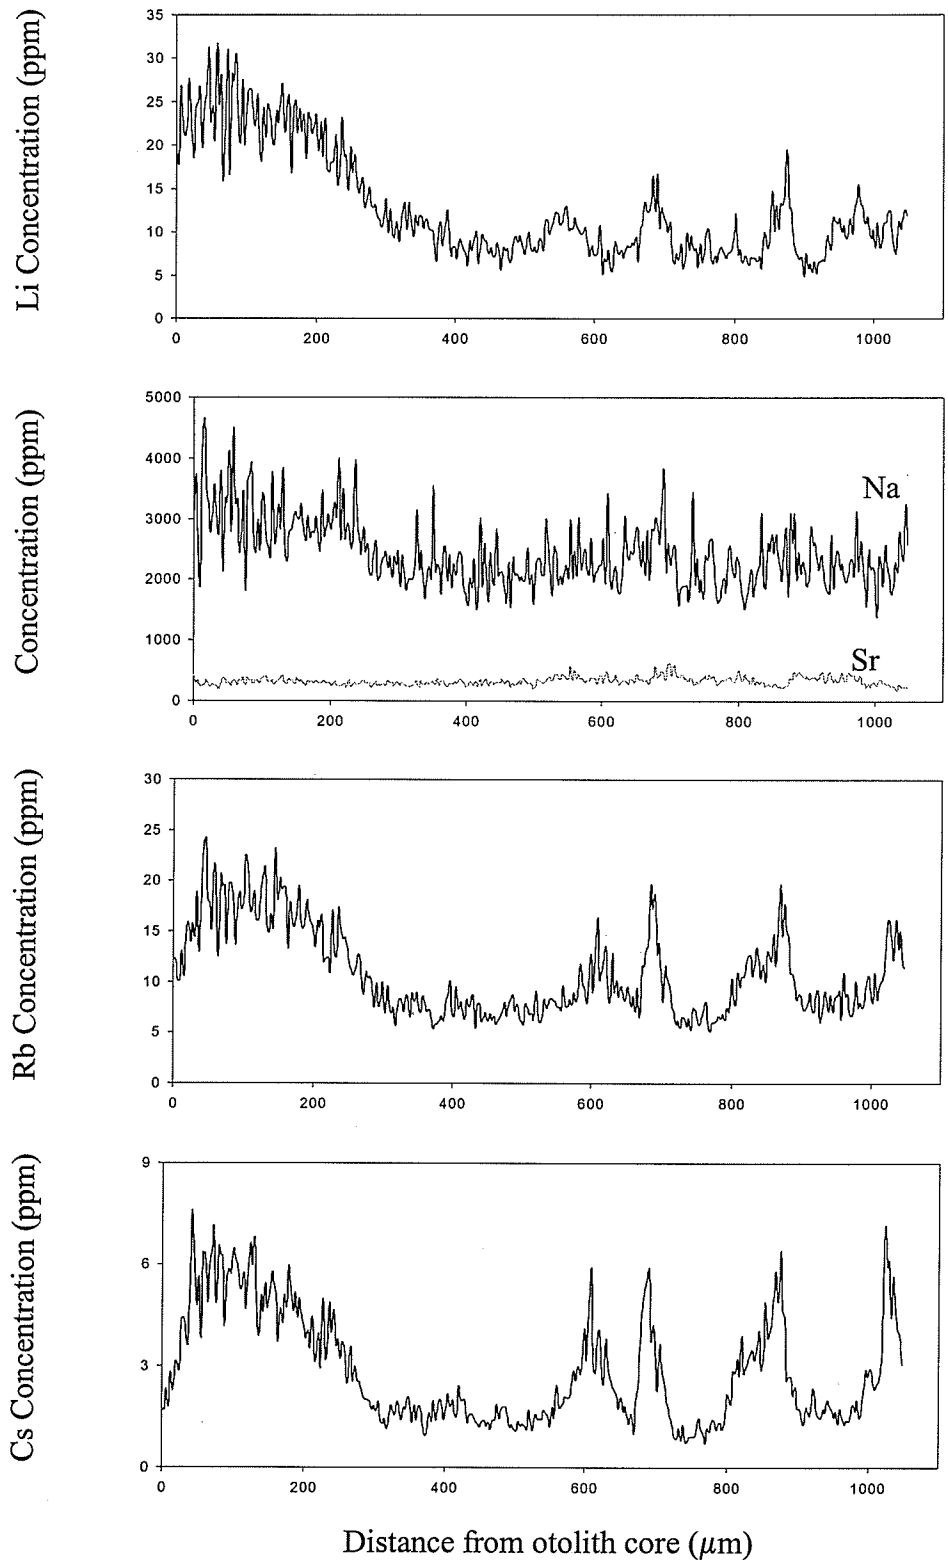 Li Concentration (ppm)
35
30
25
20
15
10
5
0
0 200 400 600 800 1000
Concentration (ppm)
5000
4000
3000
2000
1000
0
Na
Sr
0 200 400 600 800 1000
Rb Concentration (ppm)
30
25
20
15
10
5
0
0 200 400 600 800 1000
Cs Concentration (ppm)
9
6
3
0
0 200 400 600 800 1000
Distance from otolith core (μm)